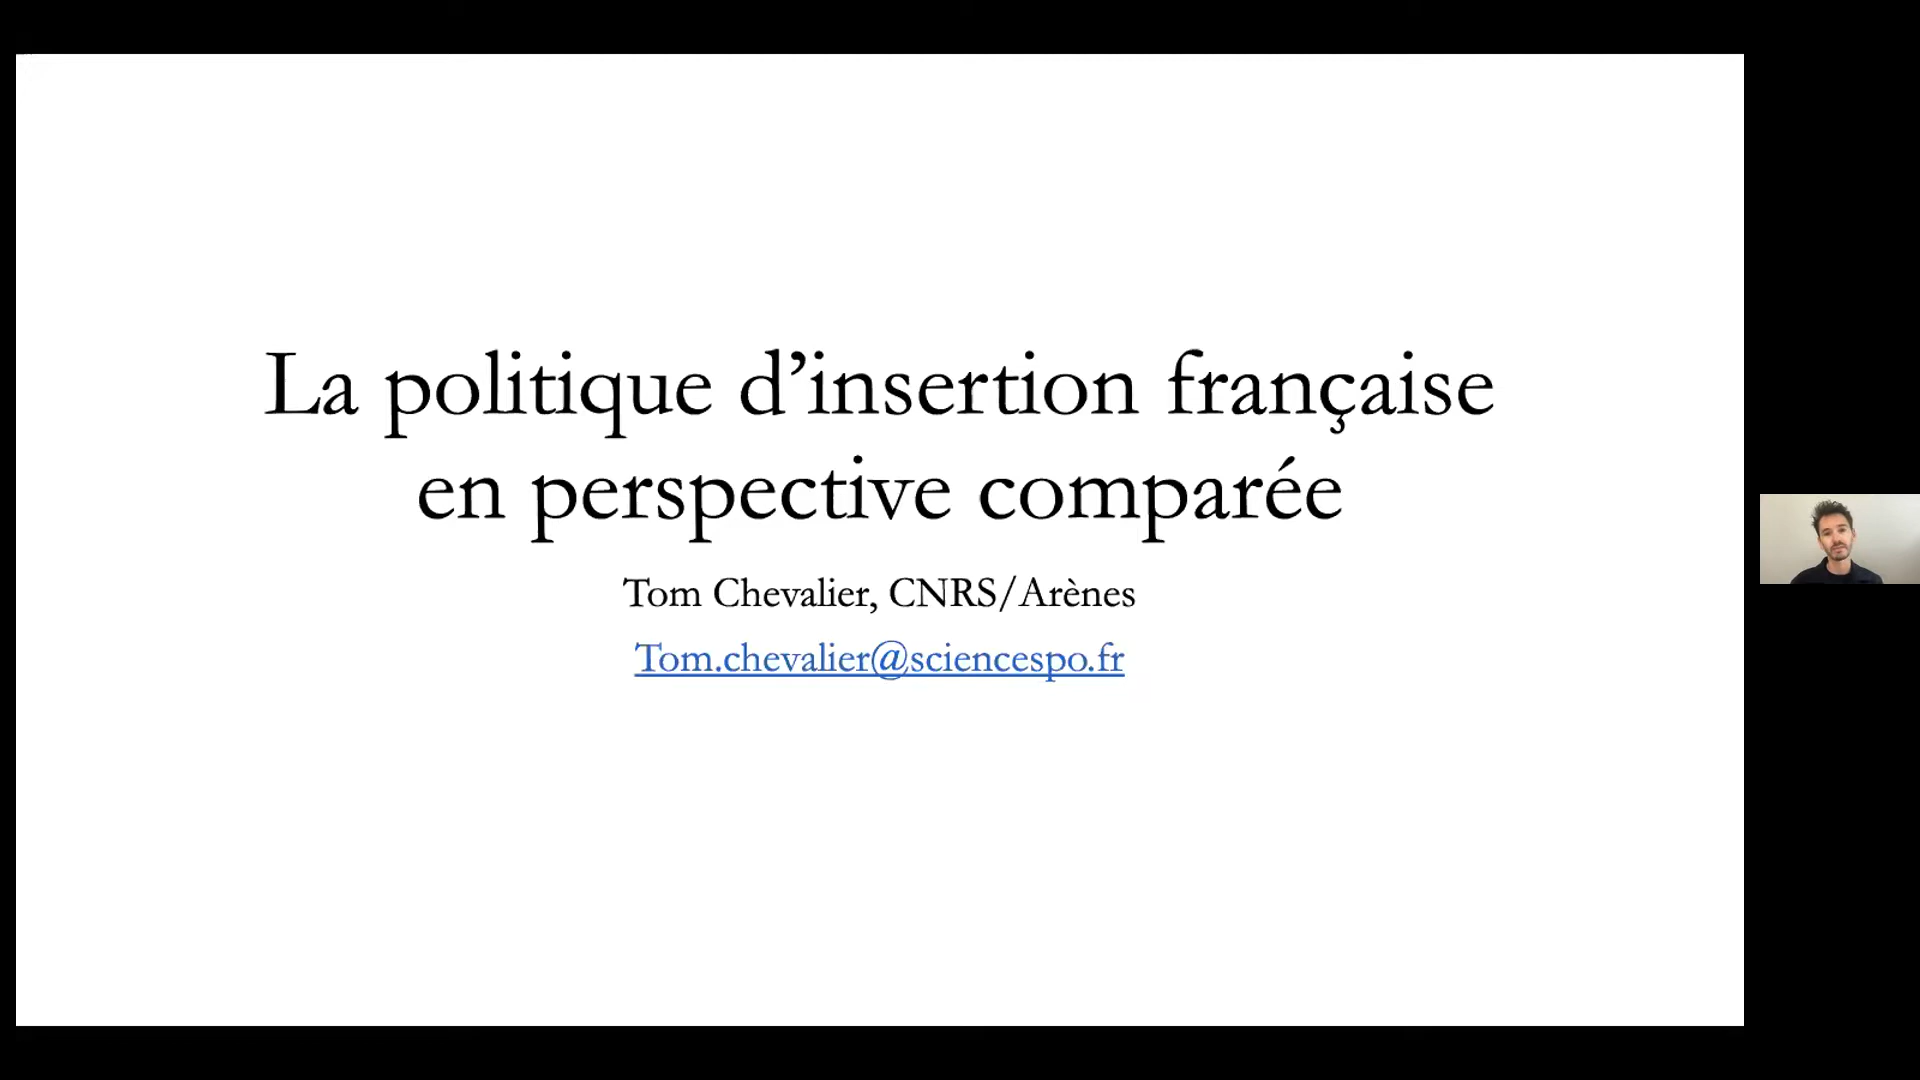 La politique d’insertion française
en perspective comparée
Tom Chevalier, CNRS/Arènes
Tom.chevalier@sciencespo.fr